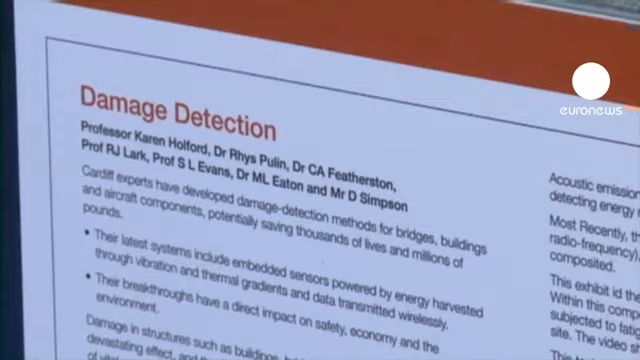 euronews
Damage Detection
Professor Karen Holford, Dr Rhys Pulin, Dr CA Featherston,
Prof RJ Lark, Prof S L Evans, Dr ML Eaton and Mr D Simpson
Cardiff experts have developed damage-detection methods for bridges, buildings
and aircraft components, potentially saving thousands of lives and millions of
pounds.
• Their latest systems include embedded sensors powered by energy harvested
through vibration and thermal gradients and data transmitted wirelessly.
• Their breakthroughs have a direct impact on safety, economy and the
environment.
Damage in structures such as buildings,
devastating effect, and
of vital
Acoustic emission
detecting energy
Most Recently,
radio-frequency).
composited.
This exhibit id
Within this
subjected to
site. The video